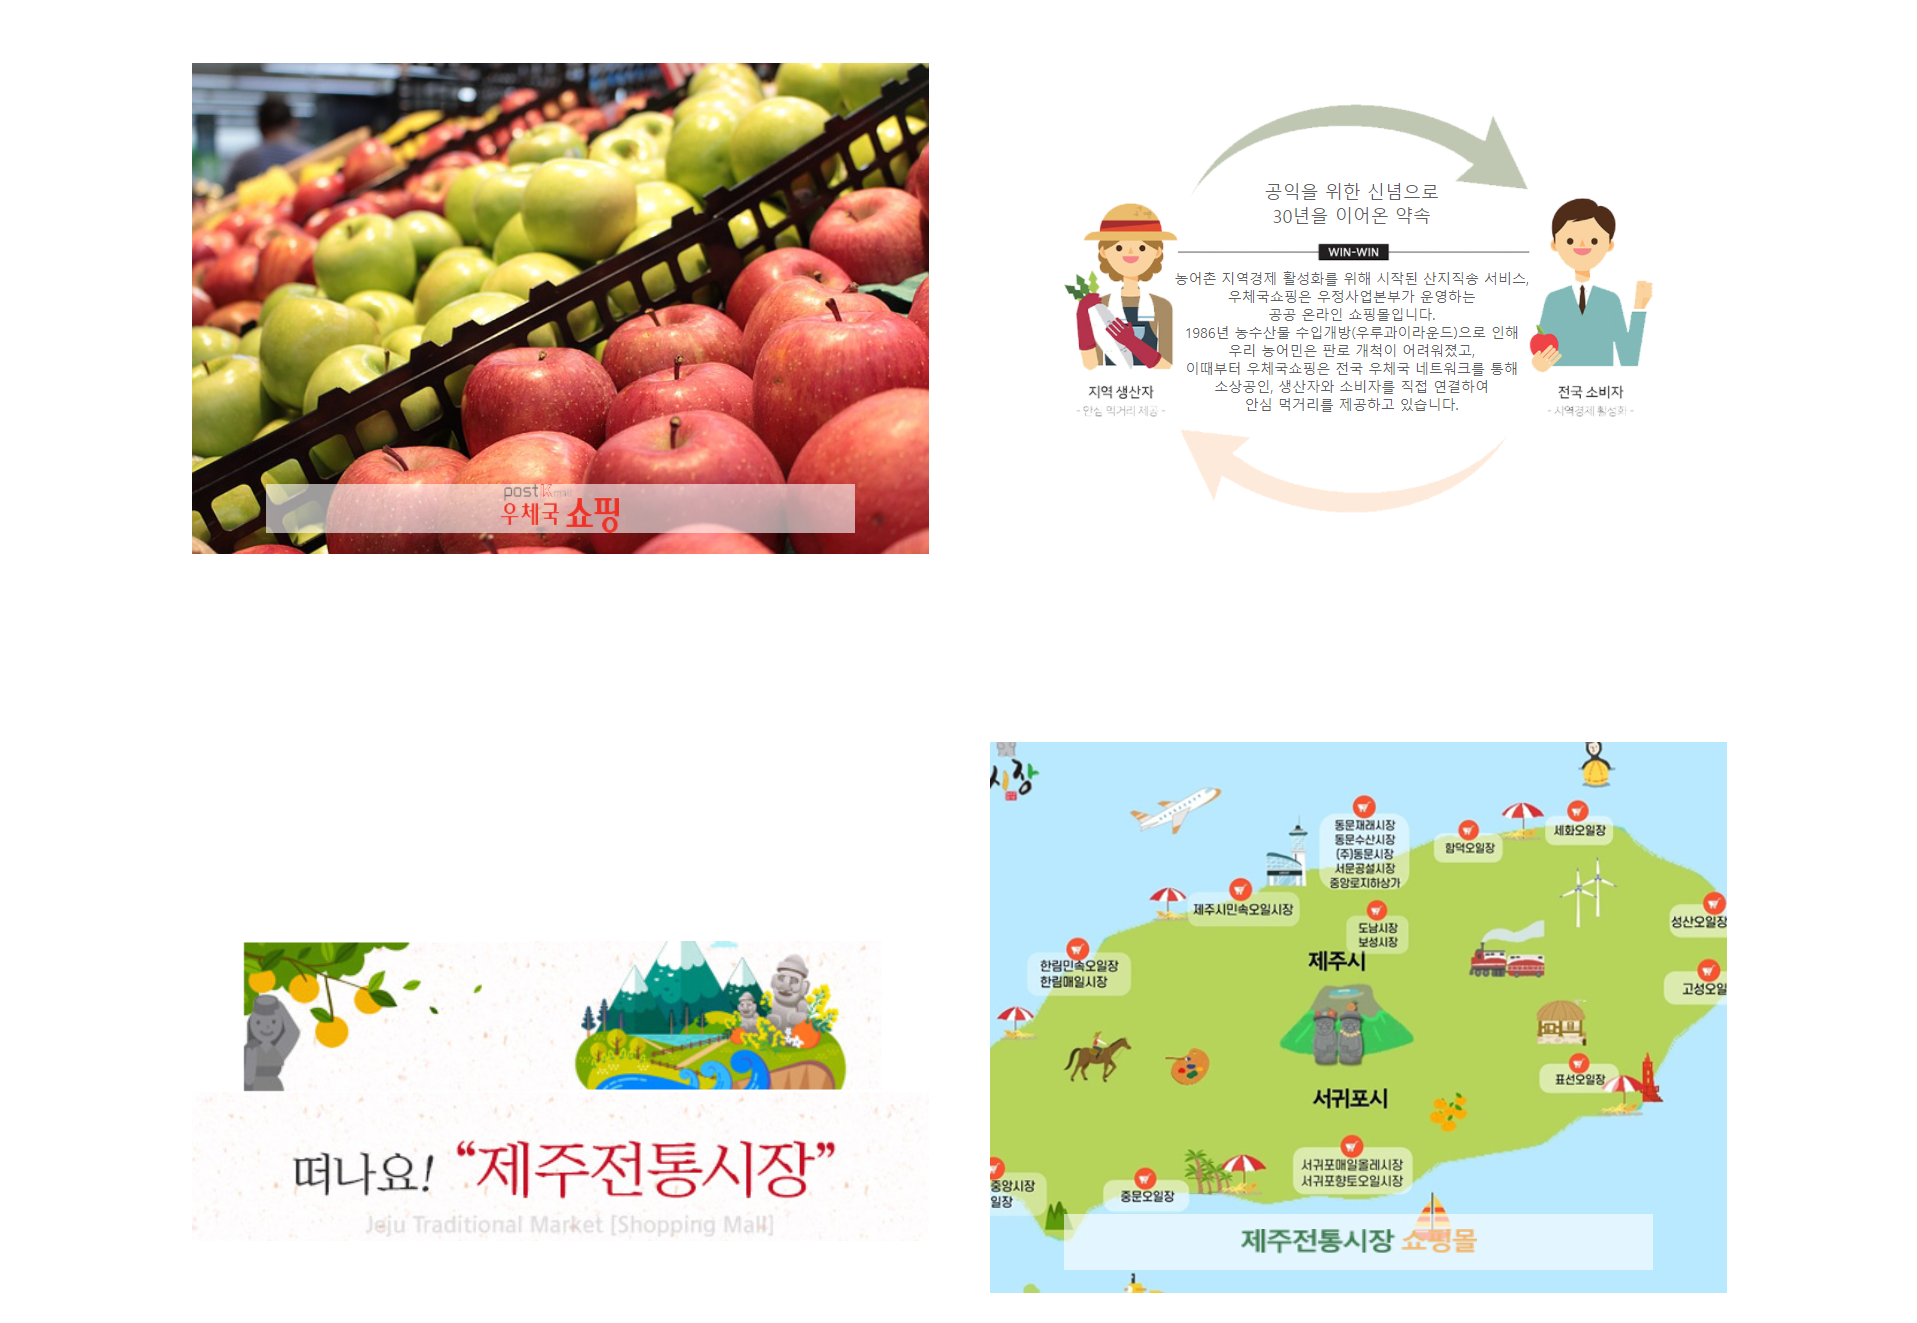 postK mall
우체국 쇼핑
공익을 위한 신념으로
30년을 이어온 약속
WIN-WIN
농어촌 지역경제 활성화를 위해 시작된 산지직송 서비스,
우체국쇼핑은 우정사업본부가 운영하는
공공 온라인 쇼핑몰입니다.
1986년 농수산물 수입개방(우루과이라운드)으로 인해
우리 농어민은 판로 개척이 어려워졌고,
이때부터 우체국쇼핑은 전국 우체국 네트워크를 통해
소상공인, 생산자와 소비자를 직접 연결하여
안심 먹거리를 제공하고 있습니다.
지역 생산자
- 안심 먹거리 제공 -
전국 소비자
- 지역경제 활성화 -
떠나요! “제주전통시장”
Jeju Traditional Market [Shopping Mall]
시장
동문재래시장
동문수산시장
(주)동문시장
서문공설시장
중앙로지하상가
함덕오일장
세화오일장
제주시민속오일시장
도남시장
보성시장
성산오일장
한림민속오일장
한림매일시장
제주시
고성오일
표선오일장
서귀포시
서귀포매일올레시장
서귀포향토오일시장
중앙시장
일장
중문오일장
제주전통시장 쇼핑몰